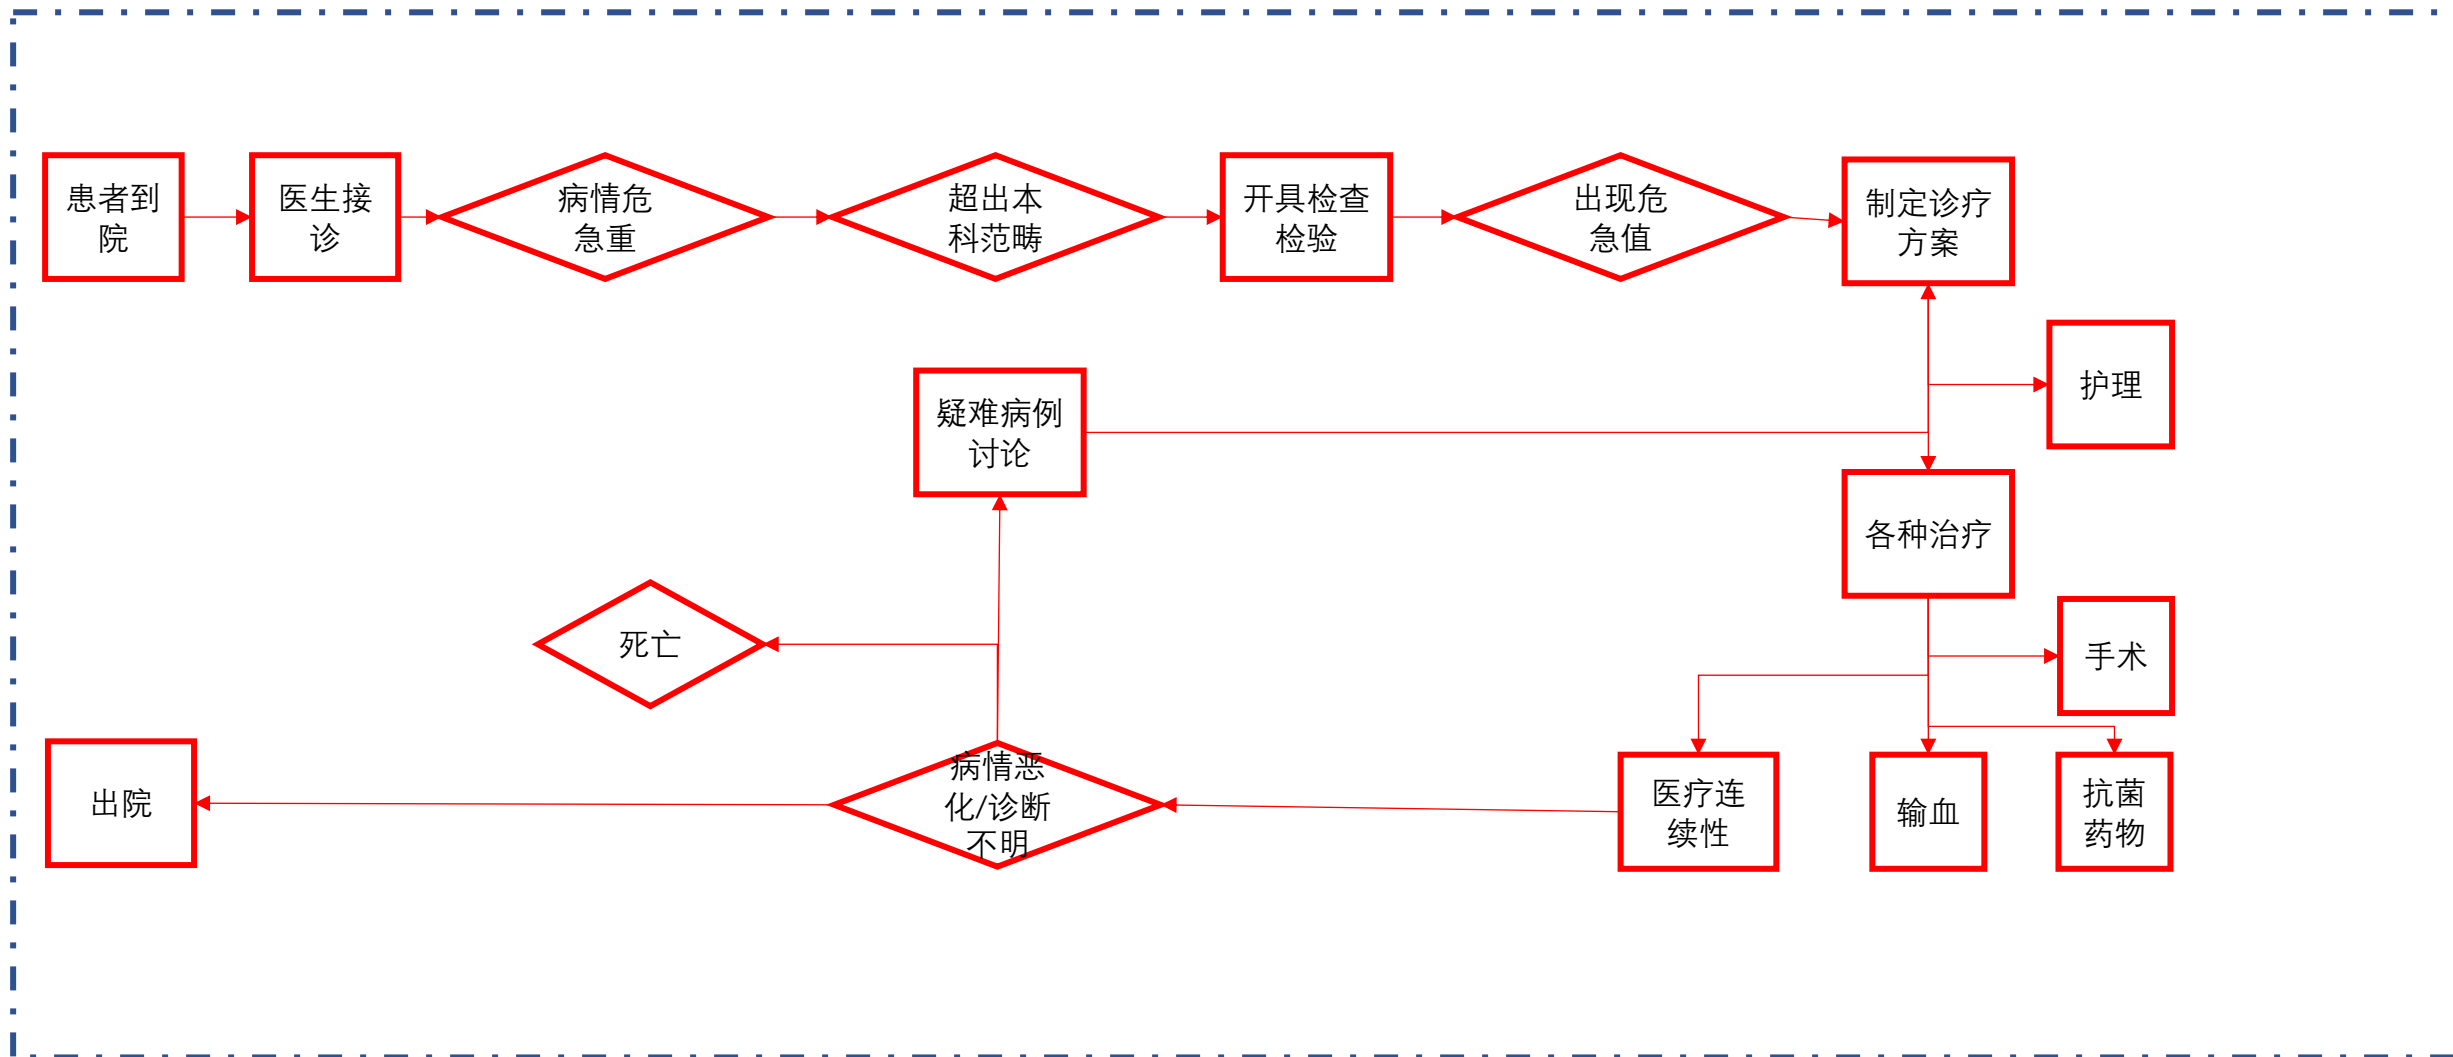 患者到
院
医生接
诊
病情危
急重
超出本
科范畴
开具检查
检验
出现危
急值
制定诊疗
方案
护理
疑难病例
讨论
各种治疗
死亡
手术
出院
病情恶
化/诊断
不明
医疗连
续性
输血
抗菌
药物